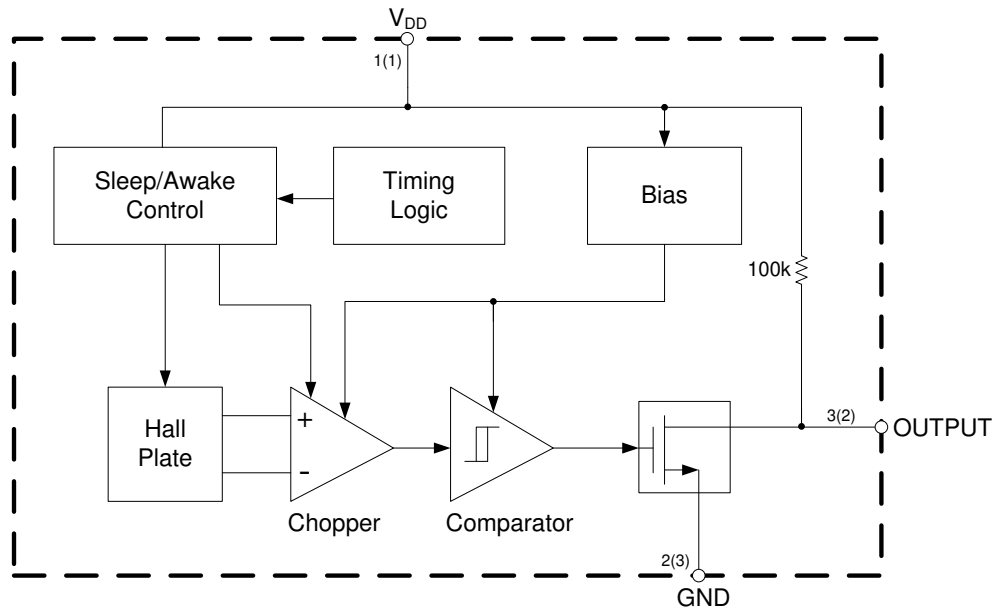 VDD
1(1)
Sleep/Awake
Control
Timing
Logic
Bias
100k
Hall
Plate
+
-
Chopper
Comparator
3(2)
OUTPUT
2(3)
GND